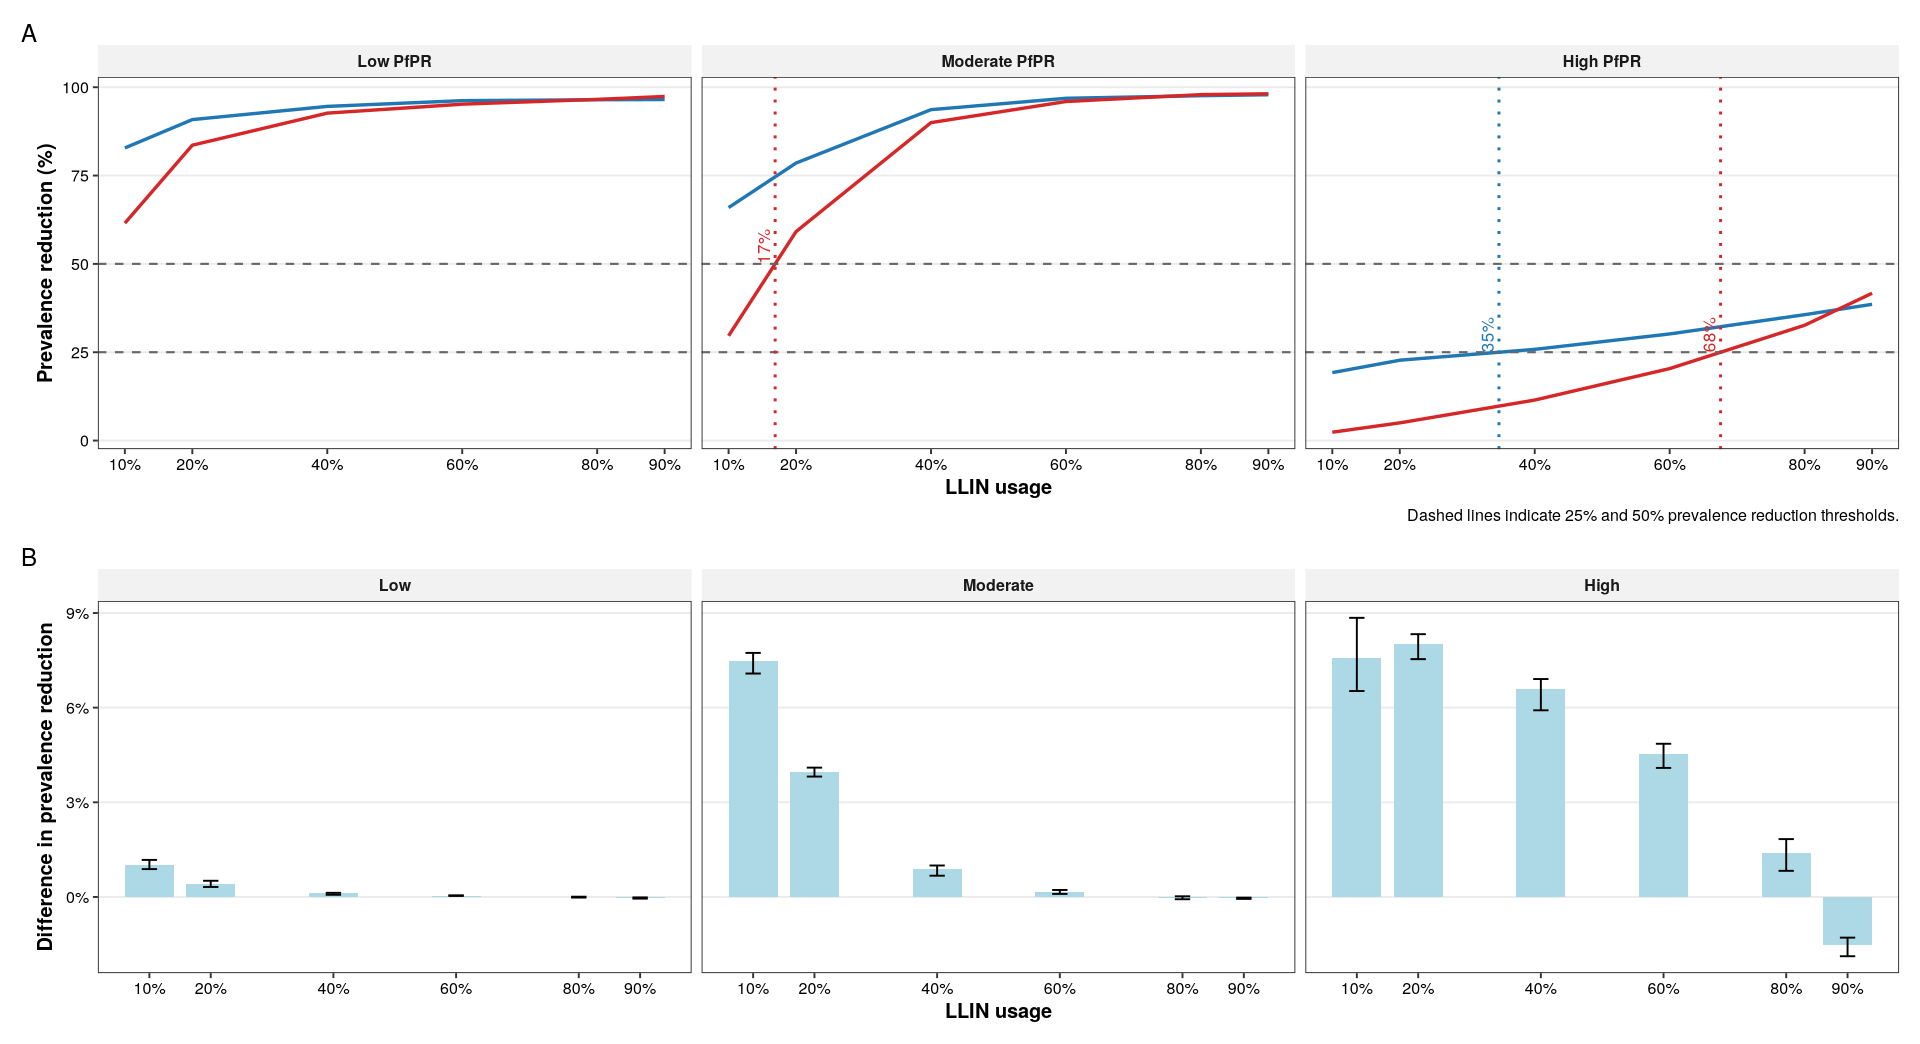 A
Low PfPR
Moderate PfPR
High PfPR
Prevalence reduction (%)
100
75
50
25
0
17%
35%
68%
10% 20% 40% 60% 80% 90%
10% 20% 40% 60% 80% 90%
10% 20% 40% 60% 80% 90%
LLIN usage
Dashed lines indicate 25% and 50% prevalence reduction thresholds.
B
Low
Moderate
High
Difference in prevalence reduction
9%
6%
3%
0%
10% 20% 40% 60% 80% 90%
10% 20% 40% 60% 80% 90%
10% 20% 40% 60% 80% 90%
LLIN usage